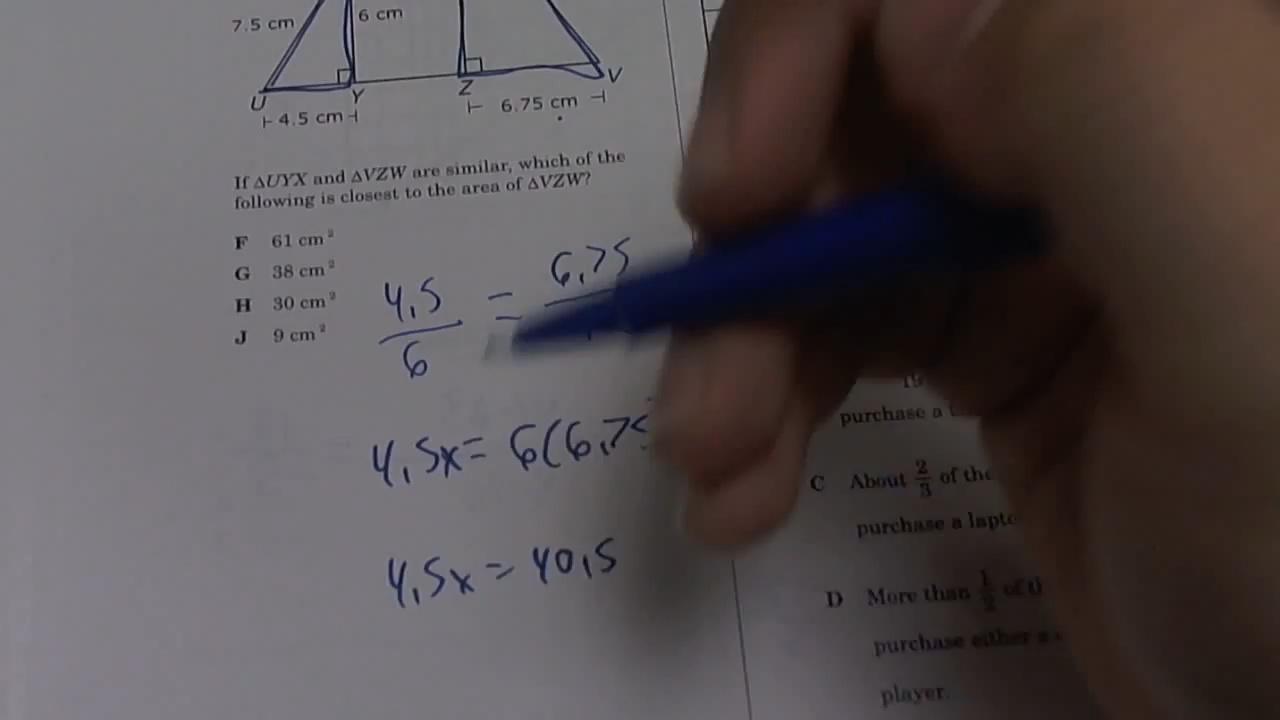 7.5 cm
6 cm
U
Y
Z
V
4.5 cm
6.75 cm
If ΔUYX and ΔVZW are similar, which of the
following is closest to the area of ΔVZW?
F 61 cm²
G 38 cm²
H 30 cm²
J 9 cm²
4,5/6 = 6,75
4,5x = 6(6,75
4,5x = 40,5
purchase a
C About 2/3 of the
purchase a lapto
D More than 1/2 of
purchase either a
player.